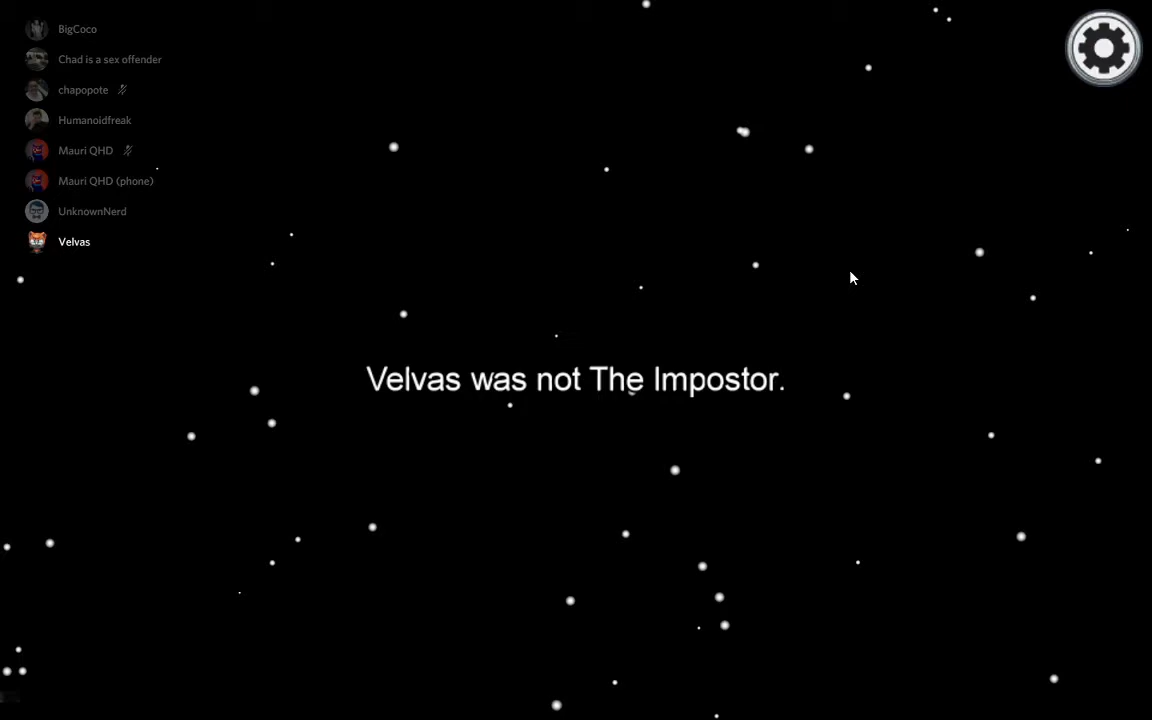 BigCoco
Chad is a sex offender
chapopote
Humanoidfreak
Mauri QHD
Mauri QHD (phone)
UnknownNerd
Velvas
Velvas was not The Impostor.